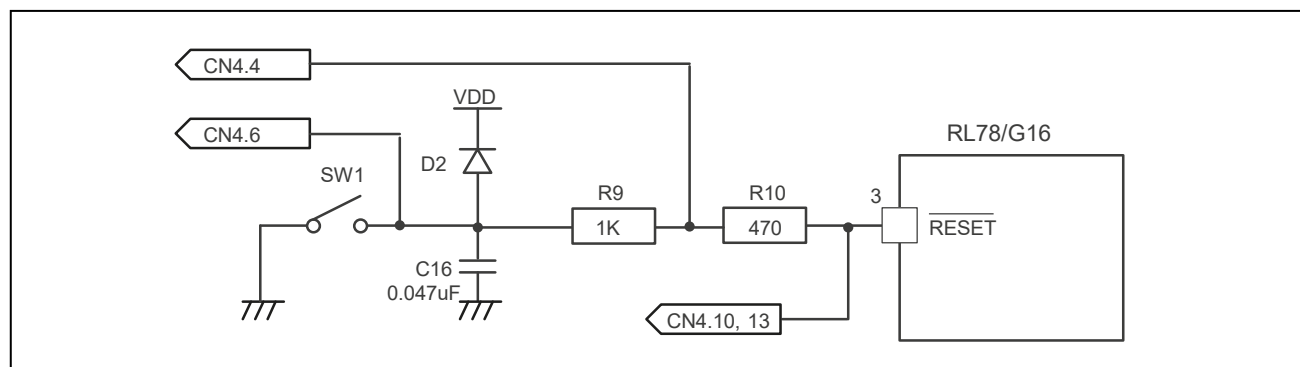 CN4.4
VDD
CN4.6
RL78/G16
D2
SW1
R9
R10
3
1K
470
RESET
C16
0.047uF
CN4.10, 13